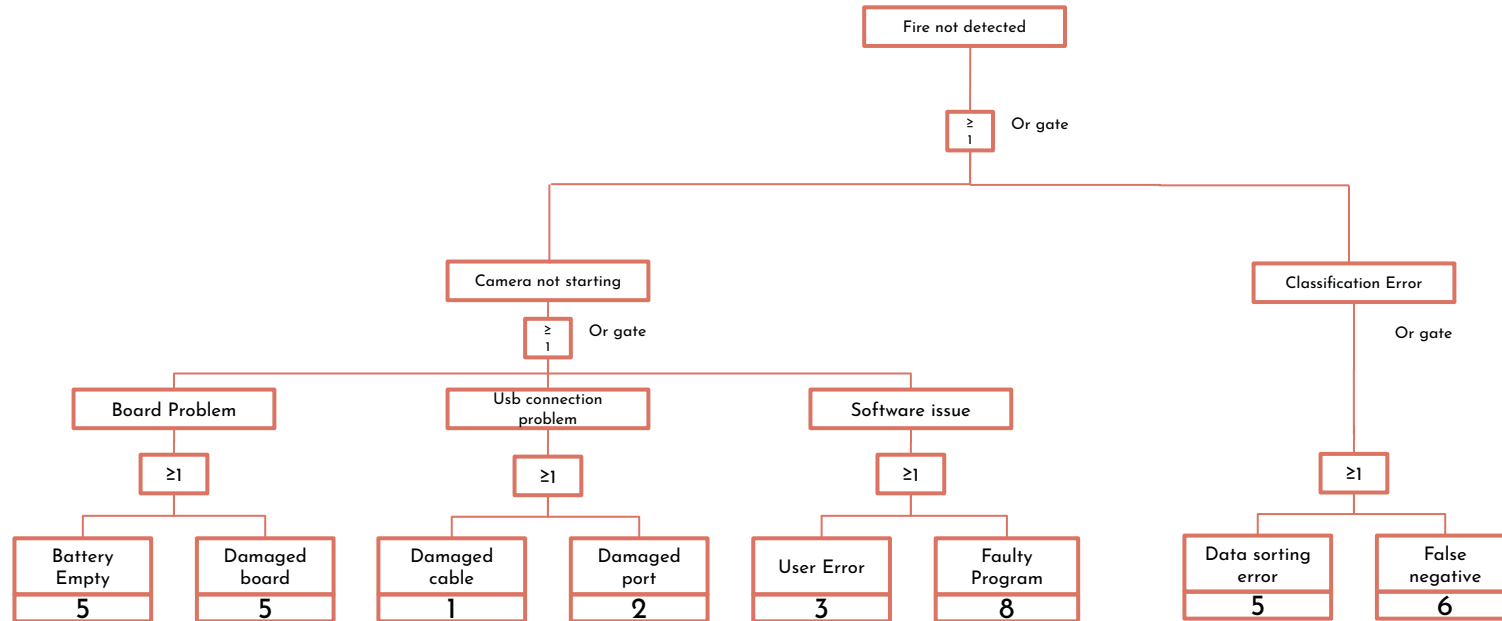 Fire not detected
≥
1
Or gate
Camera not starting
Classification Error
≥
1
Or gate
Or gate
Board Problem
Usb connection
problem
Software issue
≥1
≥1
≥1
≥1
Battery
Empty
5
Damaged
board
5
Damaged
cable
1
Damaged
port
2
User Error
3
Faulty
Program
8
Data sorting
error
5
False
negative
6